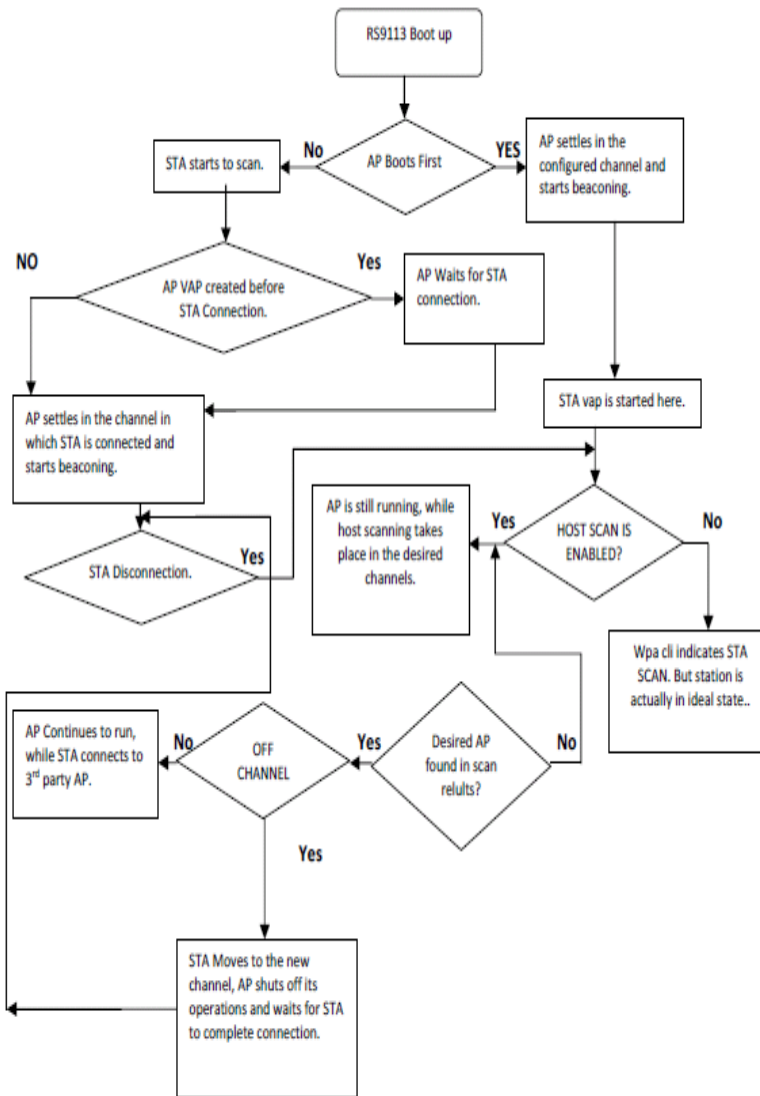 RS9113 Boot up
No
AP Boots First
YES
STA starts to scan.
AP settles in the
configured channel and
starts beaconing.
NO
AP VAP created before
STA Connection.
Yes
AP Waits for STA
connection.
STA vap is started here.
AP settles in the channel in
which STA is connected and
starts beaconing.
AP is still running, while
host scanning takes
place in the desired
channels.
Yes
HOST SCAN IS
ENABLED?
No
STA Disconnection.
Yes
Wpa cli indicates STA
SCAN. But station is
actually in ideal state..
AP Continues to run,
while STA connects to
3rd party AP.
No
OFF
CHANNEL
Yes
Desired AP
found in scan
relults?
No
Yes
STA Moves to the new
channel, AP shuts off its
operations and waits for STA
to complete connection.